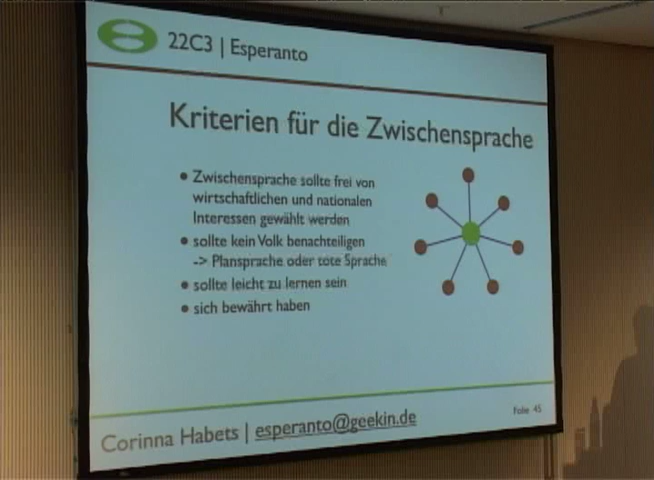 22C3 | Esperanto
Kriterien für die Zwischensprache
• Zwischensprache sollte frei von
wirtschaftlichen und nationalen
Interessen gewählt werden
• sollte kein Volk benachteiligen
-> Plansprache oder tote Sprache
• sollte leicht zu lernen sein
• sich bewährt haben
Folie 45
Corinna Habets | esperanto@geekin.de